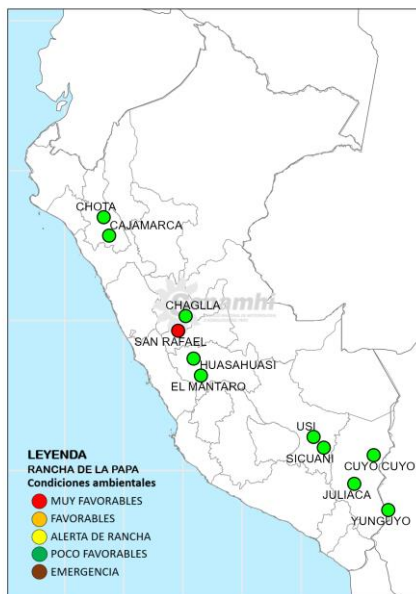 CHOTA
CAJAMARCA
CHAGLLA
SAN RAFAEL
HUASAHUASI
EL MANTARO
USI
SICUANI
CUYO CUYO
JULIACA
YUNGUYO
LEYENDA
RANCHA DE LA PAPA
Condiciones ambientales
MUY FAVORABLES
FAVORABLES
ALERTA DE RANCHA
POCO FAVORABLES
EMERGENCIA